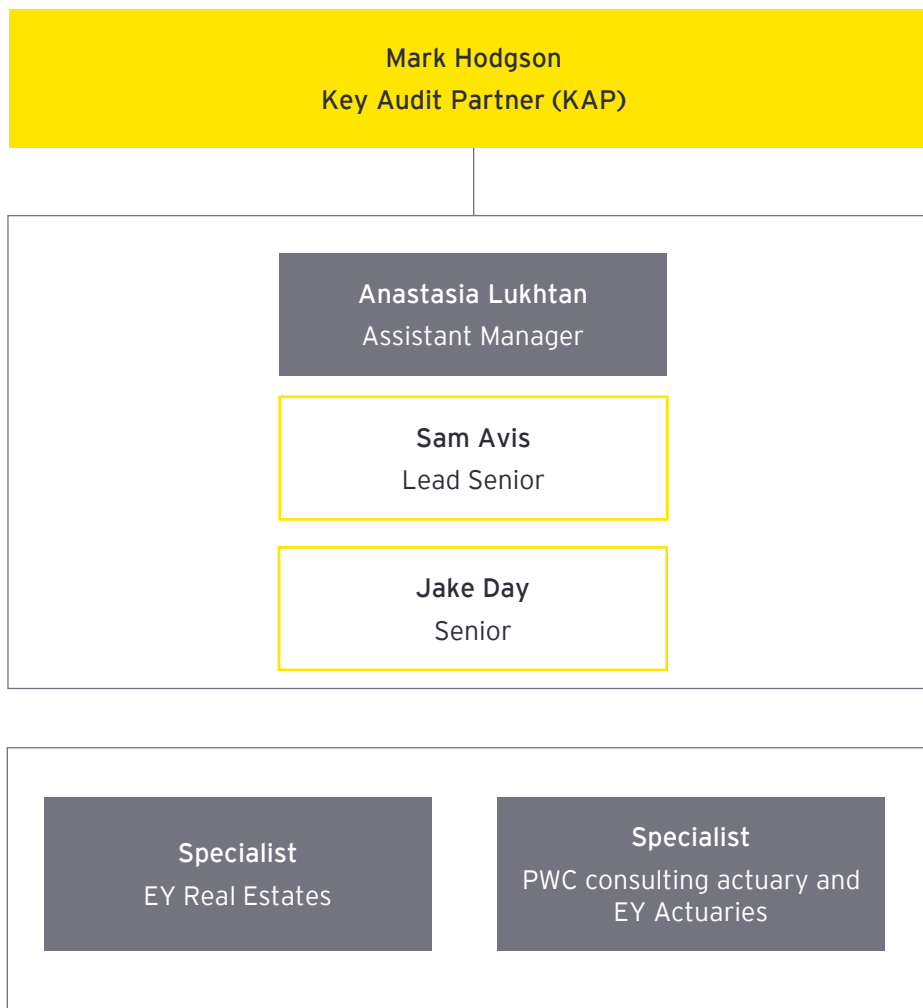 Mark Hodgson
Key Audit Partner (KAP)
Anastasia Lukhtan
Assistant Manager
Sam Avis
Lead Senior
Jake Day
Senior
Specialist
EY Real Estates
Specialist
PWC consulting actuary and
EY Actuaries